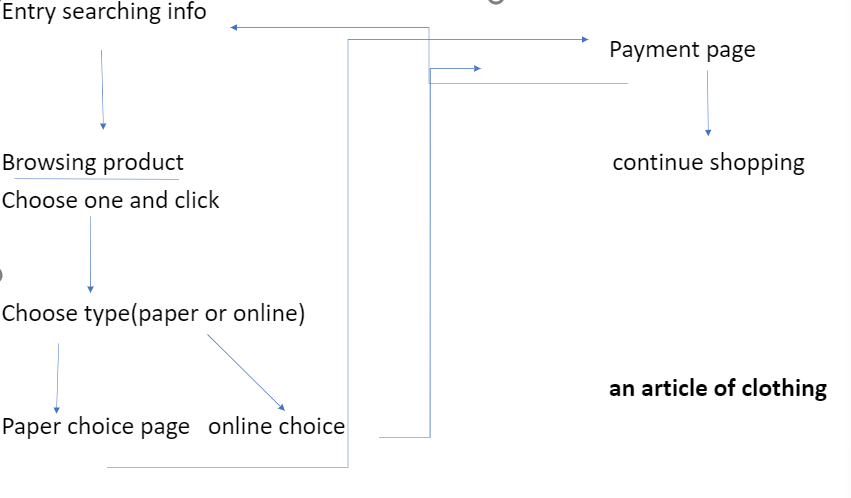 Entry searching info
Browsing product
Choose one and click
Choose type(paper or online)
Paper choice page online choice
Payment page
continue shopping
an article of clothing